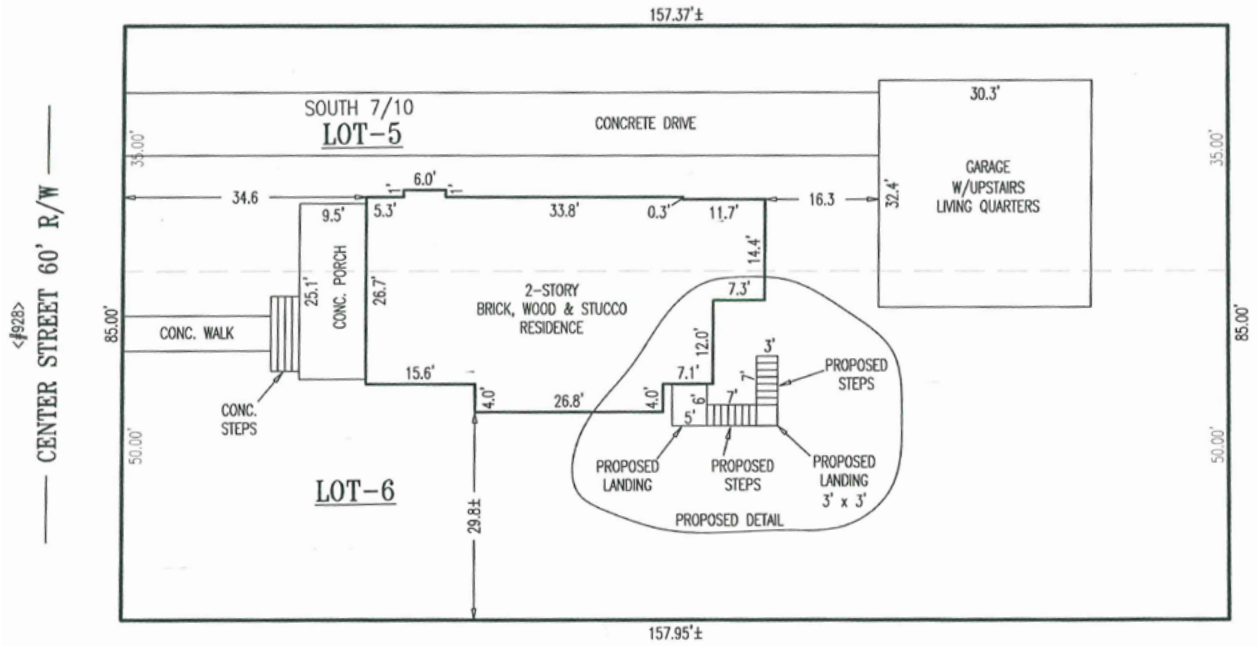 157.37'±
SOUTH 7/10
LOT-5
CONCRETE DRIVE
30.3'
GARAGE
W/UPSTAIRS
LIVING QUARTERS
32.4'
35.00'
35.00'
34.6
1'
6.0'
1'
9.5'
5.3'
33.8'
0.3'
11.7'
16.3
14.4'
CENTER STREET 60' R/W
<#928>
85.00'
85.00'
CONC. WALK
CONC. STEPS
25.1'
CONC. PORCH
26.7'
2-STORY
BRICK, WOOD & STUCCO
RESIDENCE
7.3'
12.0'
15.6'
4.0'
26.8'
4.0'
7.1'
6'
5'
7'
7'
3'
PROPOSED
STEPS
PROPOSED
LANDING
PROPOSED
STEPS
PROPOSED
LANDING
3' x 3'
PROPOSED DETAIL
50.00'
50.00'
LOT-6
29.8±
157.95'±